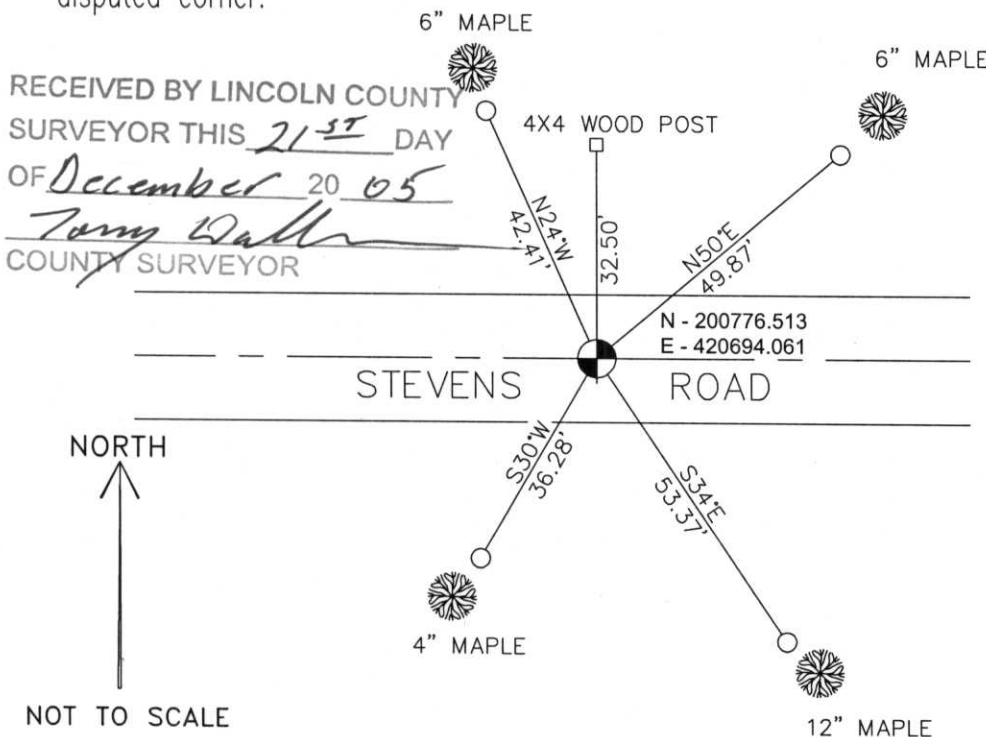 disputed corner.
6" MAPLE
6" MAPLE
RECEIVED BY LINCOLN COUNTY
SURVEYOR THIS 21ST DAY
OF December 20 05
COUNTY SURVEYOR
4X4 WOOD POST
N24°W
42.41'
32.50'
N50°E
49.87'
N - 200776.513
E - 420694.061
STEVENS ROAD
NORTH
S30°W
36.28'
S34°E
53.37'
4" MAPLE
NOT TO SCALE
12" MAPLE